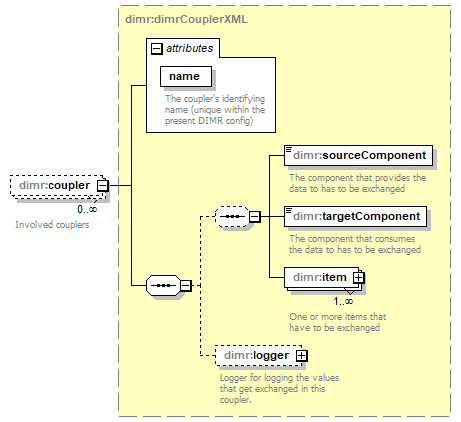 dimr:dimrCouplerXML
attributes
name
The coupler's identifying
name (unique within the
present DIMR config)
dimr:coupler
0..∞
Involved couplers
dimr:sourceComponent
The component that provides the
data to has to be exchanged
dimr:targetComponent
The component that consumes
the data to has to be exchanged
dimr:item
1..∞
One or more items that
have to be exchanged
dimr:logger
Logger for logging the values
that get exchanged in this
coupler.